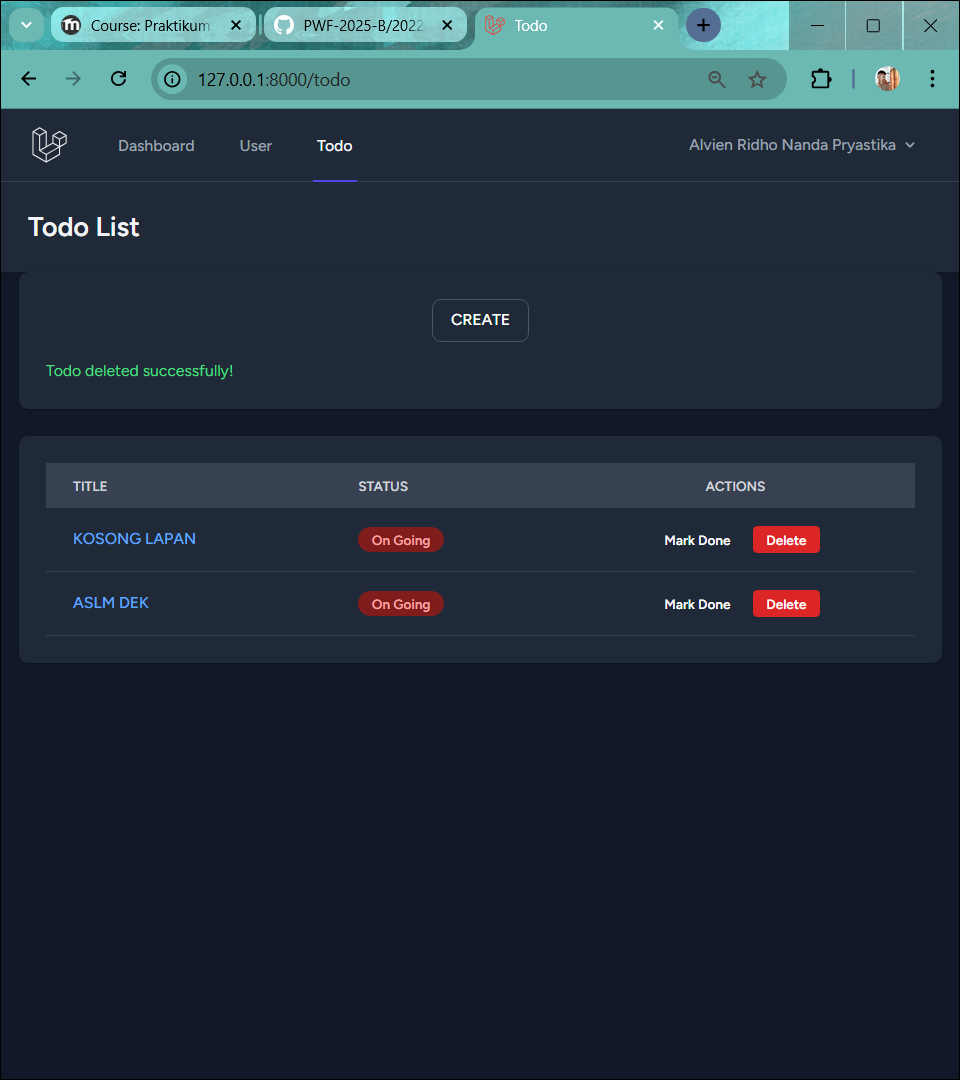 Course: Praktikum
PWF-2025-B/2022
Todo
127.0.0.1:8000/todo
Dashboard User Todo Alvien Ridho Nanda Pryastika
Todo List
CREATE
Todo deleted successfully!
TITLE STATUS ACTIONS
KOSONG LAPAN On Going Mark Done Delete
ASLM DEK On Going Mark Done Delete